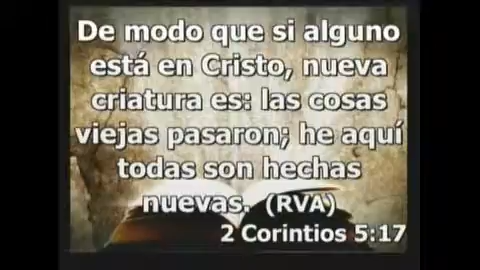 De modo que si alguno
está en Cristo, nueva
criatura es: las cosas
viejas pasaron; he aquí
todas son hechas
nuevas. (RVA)
2 Corintios 5:17